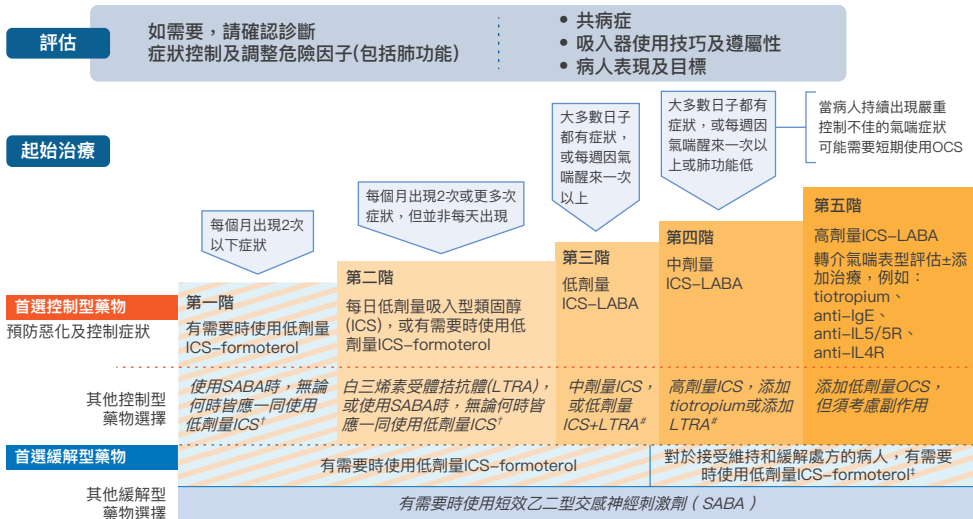 評估
如需要，請確認診斷
症狀控制及調整危險因子(包括肺功能)
• 共病症
• 吸入器使用技巧及遵屬性
• 病人表現及目標
起始治療
每個月出現2次
以下症狀
每個月出現2次或更多次
症狀，但並非每天出現
大多數日子
都有症狀，
或每週因氣
喘醒來一次
以上
大多數日子都有
症狀，或每週因
氣喘醒來一次以
上或肺功能低
當病人持續出現嚴重
控制不佳的氣喘症狀
可能需要短期使用OCS
首選控制型藥物
預防惡化及控制症狀
第一階
有需要時使用低劑量
ICS–formoterol
第二階
每日低劑量吸入型類固醇
(ICS)，或有需要時使用低
劑量ICS–formoterol
第三階
低劑量
ICS–LABA
第四階
中劑量
ICS–LABA
第五階
高劑量ICS–LABA
轉介氣喘表型評估±添
加治療，例如：
tiotropium、
anti–IgE、
anti–IL5/5R、
anti–IL4R
其他控制型
藥物選擇
使用SABA時，無論
何時皆應一同使用
低劑量ICS†
白三烯素受體拮抗體(LTRA)，
或使用SABA時，無論何時皆
應一同使用低劑量ICS†
中劑量ICS，
或低劑量
ICS+LTRA#
高劑量ICS，添加
tiotropium或添加
LTRA#
添加低劑量OCS，
但須考慮副作用
首選緩解型藥物
有需要時使用低劑量ICS–formoterol
對於接受維持和緩解處方的病人，有需要
時使用低劑量ICS–formoterol‡
其他緩解型
藥物選擇
有需要時使用短效乙二型交感神經刺激劑（SABA）